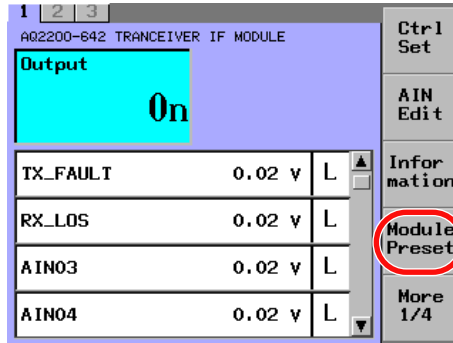 1 2 3
AQ2200-642 TRANCEIVER IF MODULE
Output
On
TX_FAULT 0.02 V L
RX_LOS 0.02 V L
AIN03 0.02 V L
AIN04 0.02 V L
Ctrl
Set
AIN
Edit
Infor
mation
Module
Preset
More
1/4